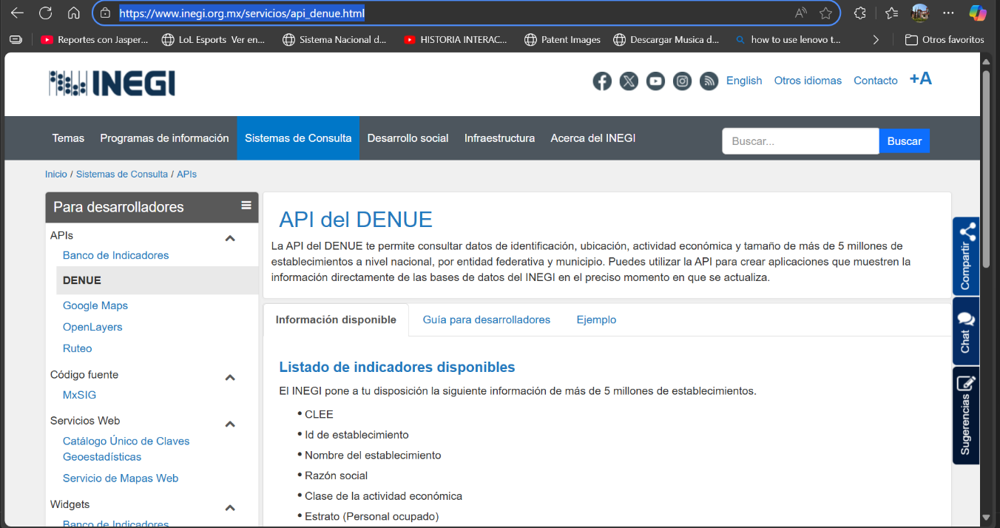 https://www.inegi.org.mx/servicios/api_denue.html
Reportes con Jasper...
LoL Esports Ver en...
Sistema Nacional d...
HISTORIA INTERAC...
Patent Images
Descargar Musica d...
how to use lenovo t...
Otros favoritos
INEGI
English
Otros idiomas
Contacto
+A
Temas
Programas de información
Sistemas de Consulta
Desarrollo social
Infraestructura
Acerca del INEGI
Buscar...
Buscar
Inicio / Sistemas de Consulta / APIs
Para desarrolladores
APIs
Banco de Indicadores
DENUE
Google Maps
OpenLayers
Ruteo
Código fuente
MxSIG
Servicios Web
Catálogo Único de Claves
Geoestadísticas
Servicio de Mapas Web
Widgets
Banco de Indicadores
API del DENUE
La API del DENUE te permite consultar datos de identificación, ubicación, actividad económica y tamaño de más de 5 millones de
establecimientos a nivel nacional, por entidad federativa y municipio. Puedes utilizar la API para crear aplicaciones que muestren la
información directamente de las bases de datos del INEGI en el preciso momento en que se actualiza.
Información disponible
Guía para desarrolladores
Ejemplo
Listado de indicadores disponibles
El INEGI pone a tu disposición la siguiente información de más de 5 millones de establecimientos.
• CLEE
• Id de establecimiento
• Nombre del establecimiento
• Razón social
• Clase de la actividad económica
• Estrato (Personal ocupado)
Compartir
Chat
Sugerencias